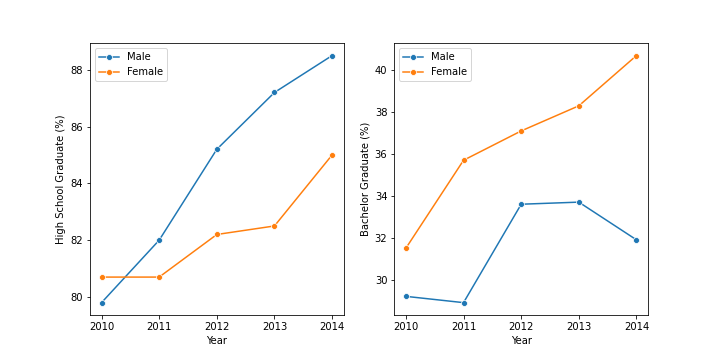 Male
Female
High School Graduate (%)
88
86
84
82
80
2010 2011 2012 2013 2014
Year
Male
Female
Bachelor Graduate (%)
40
38
36
34
32
30
2010 2011 2012 2013 2014
Year